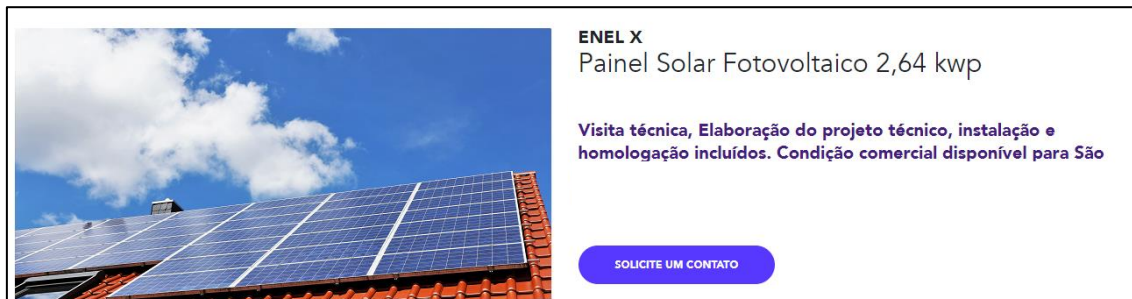 ENEL X
Painel Solar Fotovoltaico 2,64 kwp
Visita técnica, Elaboração do projeto técnico, instalação e
homologação incluídos. Condição comercial disponível para São
SOLICITE UM CONTATO